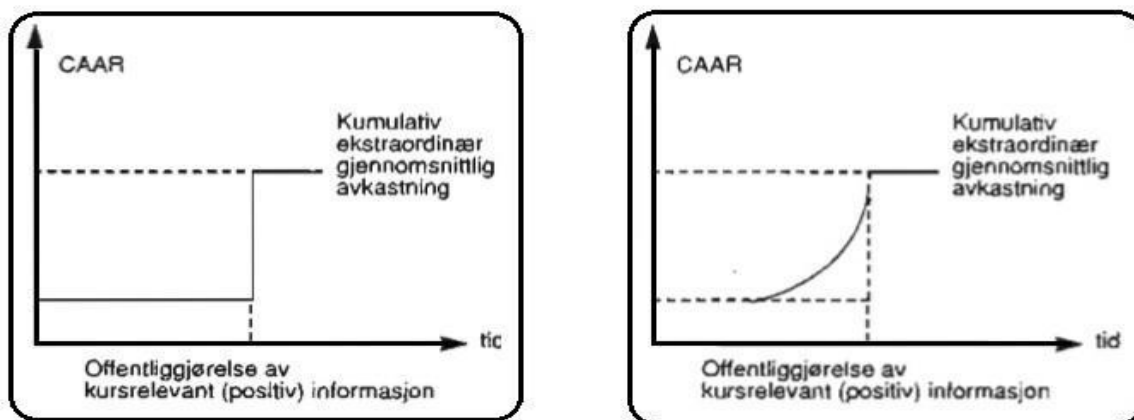 CAAR
Kumulativ
ekstraordinær
gjennomsnittlig
avkastning
tic
Offentliggjørelse av
kursrelevant (positiv) informasjon
CAAR
Kumulativ
ekstraordinær
gjennomsnittlig
avkastning
tid
Offentliggjørelse av
kursrelevant (positiv) informasjon